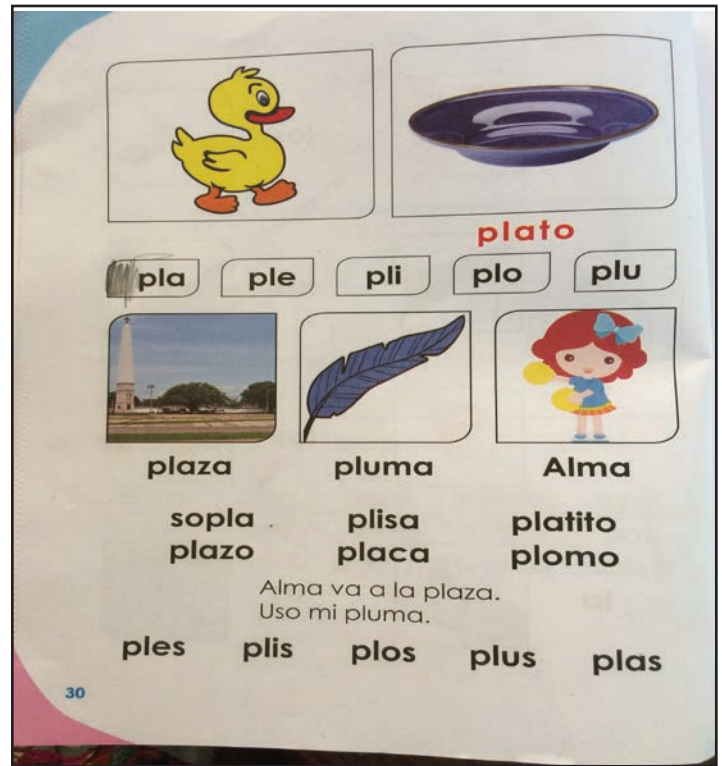 plato
pla ple pli plo plu
plaza pluma Alma
sopla plisa platito
plazo placa plomo
Alma va a la plaza.
Uso mi pluma.
ples plis plos plus plas
30